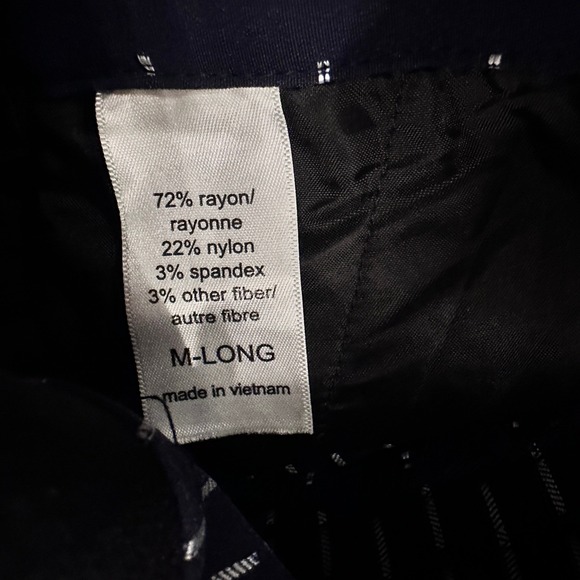 72% rayon/
rayonne
22% nylon
3% spandex
3% other fiber/
autre fibre
M-LONG
made in vietnam